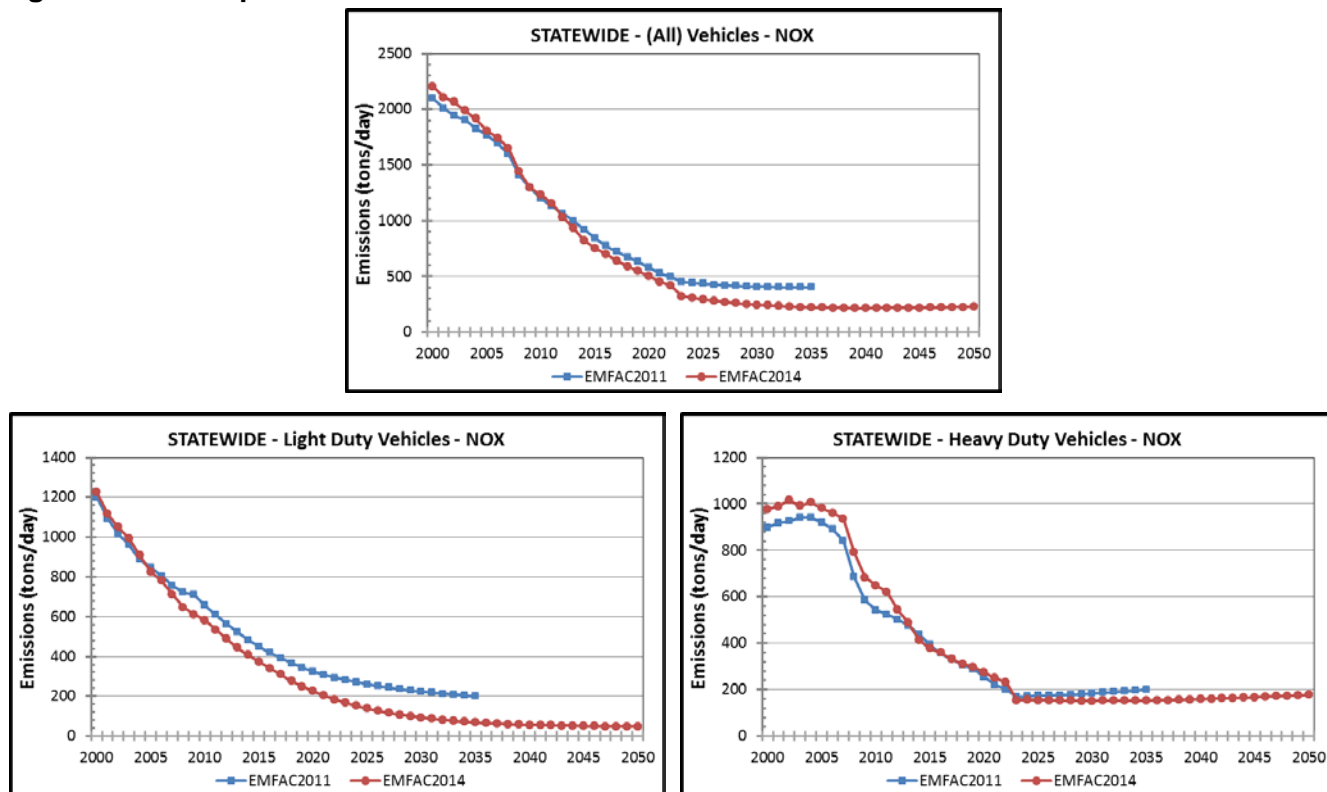 STATEWIDE - (All) Vehicles - NOX
Emissions (tons/day)
2500
2000
1500
1000
500
0
2000 2005 2010 2015 2020 2025 2030 2035 2040 2045 2050
EMFAC2011 EMFAC2014
STATEWIDE - Light Duty Vehicles - NOX
Emissions (tons/day)
1400
1200
1000
800
600
400
200
0
2000 2005 2010 2015 2020 2025 2030 2035 2040 2045 2050
EMFAC2011 EMFAC2014
STATEWIDE - Heavy Duty Vehicles - NOX
Emissions (tons/day)
1200
1000
800
600
400
200
0
2000 2005 2010 2015 2020 2025 2030 2035 2040 2045 2050
EMFAC2011 EMFAC2014